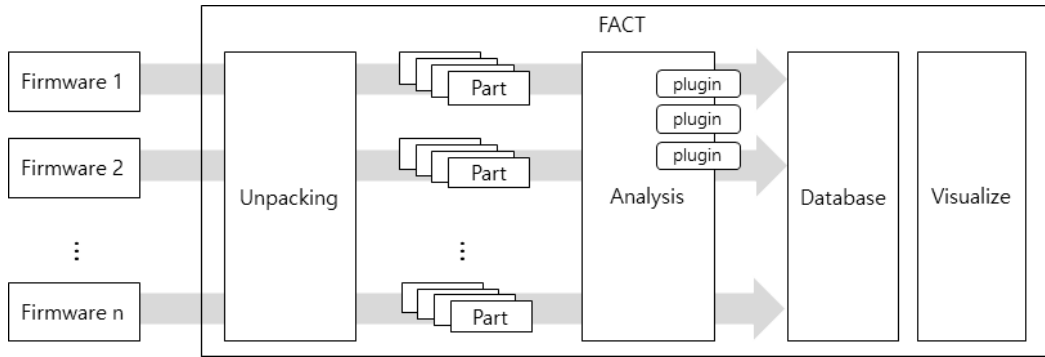 FACT
Firmware 1
Part
plugin
plugin
Firmware 2
Part
plugin
Unpacking
Analysis
Database
Visualize
⋮
⋮
Firmware n
Part